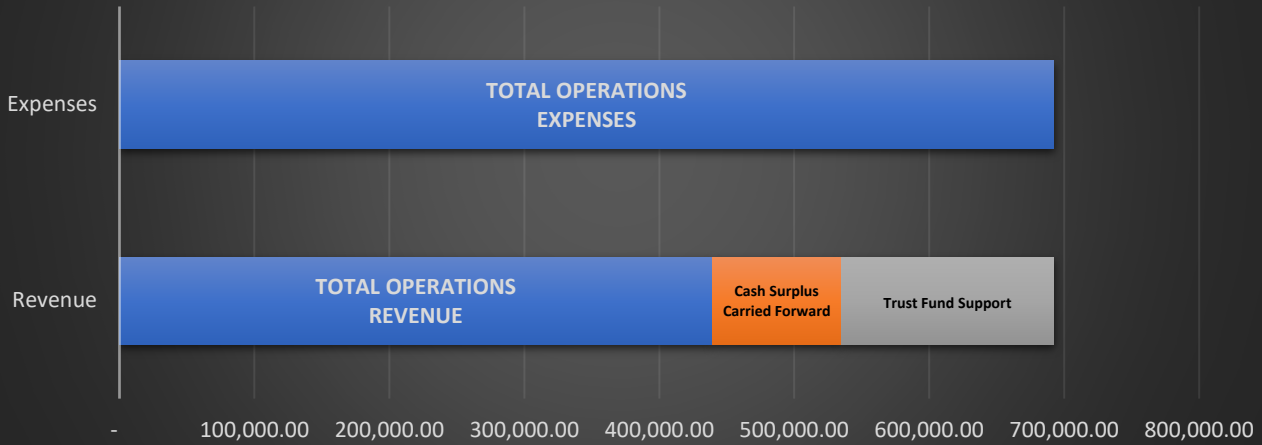 Expenses
TOTAL OPERATIONS
EXPENSES
Revenue
TOTAL OPERATIONS
REVENUE
Cash Surplus
Carried Forward
Trust Fund Support
- 100,000.00 200,000.00 300,000.00 400,000.00 500,000.00 600,000.00 700,000.00 800,000.00